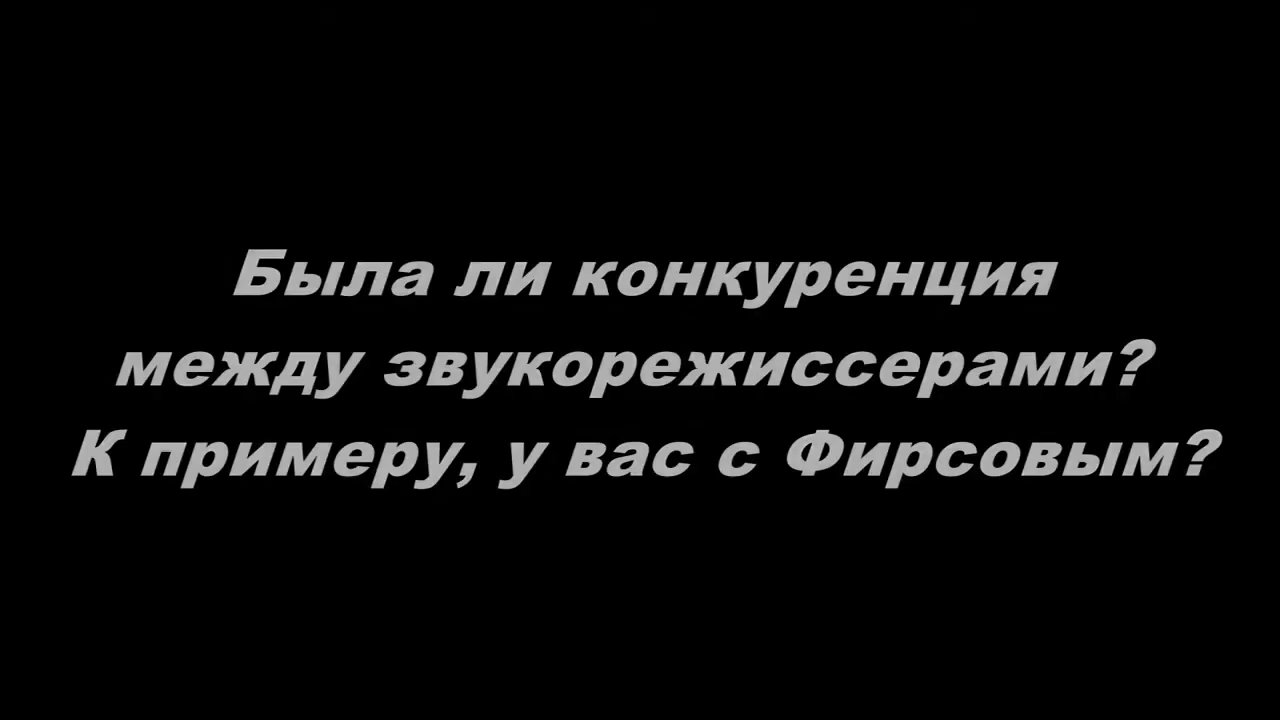 Была ли конкуренция
между звукорежиссерами?
К примеру, у вас с Фирсовым?